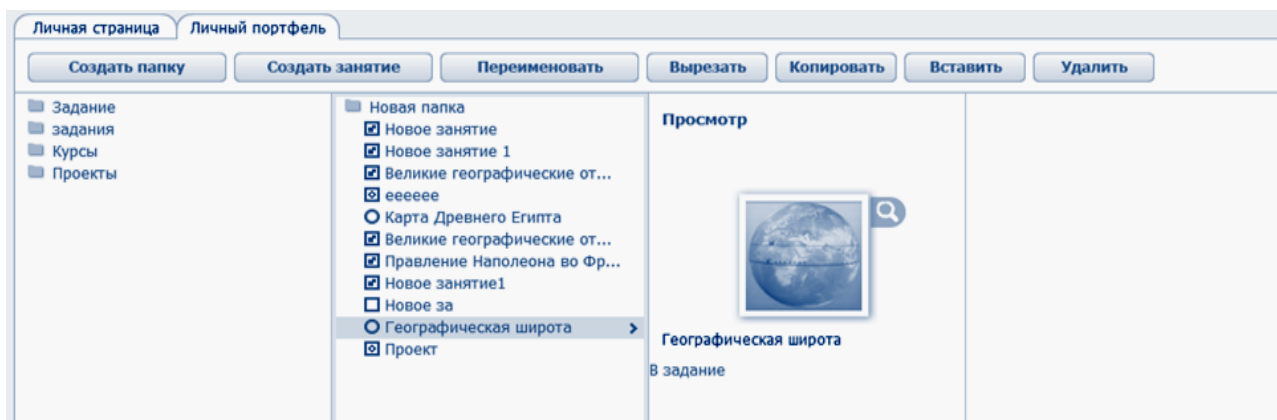 Личная страница
Личный портфель
Создать папку
Создать занятие
Переименовать
Вырезать
Копировать
Вставить
Удалить
Задание
задания
Курсы
Проекты
Новая папка
Новое занятие
Новое занятие 1
Великие географические от...
eeeeee
Карта Древнего Египта
Великие географические от...
Правление Наполеона во Фр...
Новое занятие1
Новое за
Географическая широта
Проект
Просмотр
Географическая широта
В задание